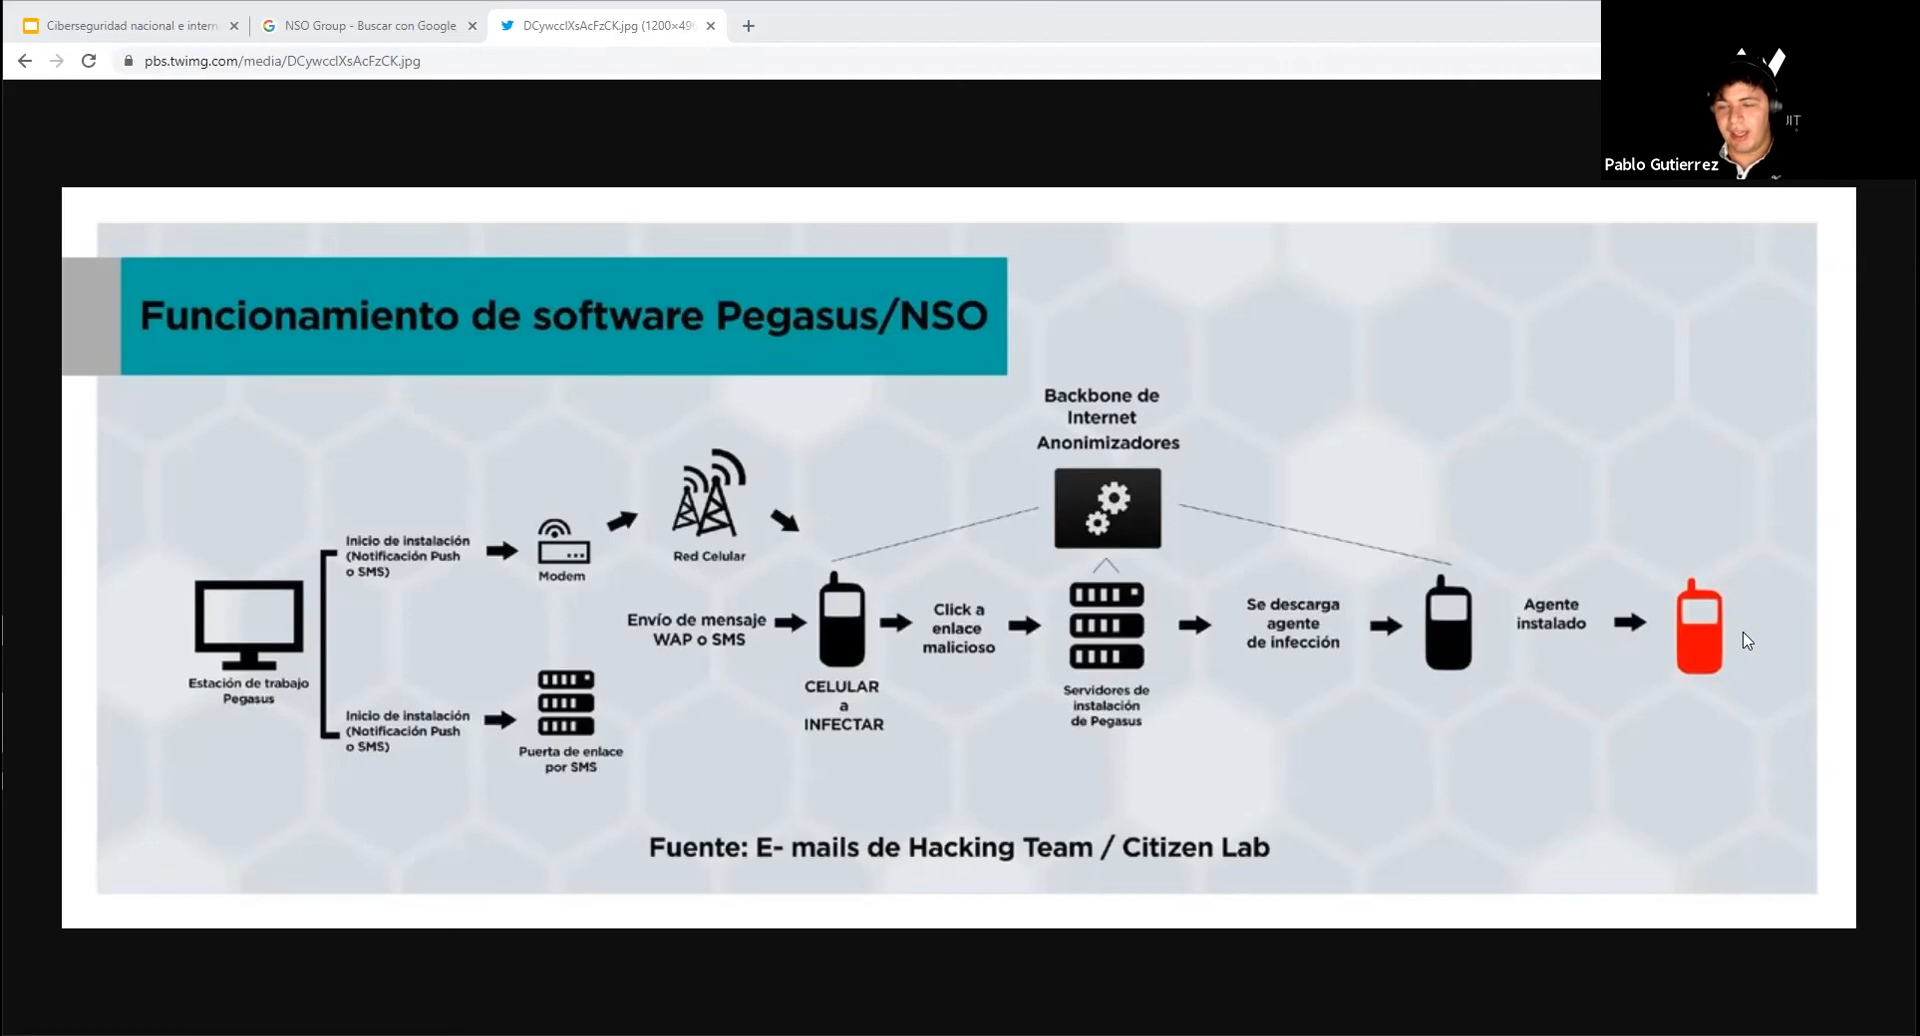 Ciberseguridad nacional e intern
NSO Group - Buscar con Google
DCywcclXsAcFzCK.jpg (1200×49
pbs.twimg.com/media/DCywcclXsAcFzCK.jpg
UIT
Pablo Gutierrez
Funcionamiento de software Pegasus/NSO
Backbone de
Internet
Anonimizadores
Inicio de instalación
(Notificación Push
o SMS)
Modem
Red Celular
Envío de mensaje
WAP o SMS
Click a
enlace
malicioso
Se descarga
agente
de infección
Agente
instalado
Estación de trabajo
Pegasus
CELULAR
a
INFECTAR
Servidores de
instalación
de Pegasus
Inicio de instalación
(Notificación Push
o SMS)
Puerta de enlace
por SMS
Fuente: E- mails de Hacking Team / Citizen Lab